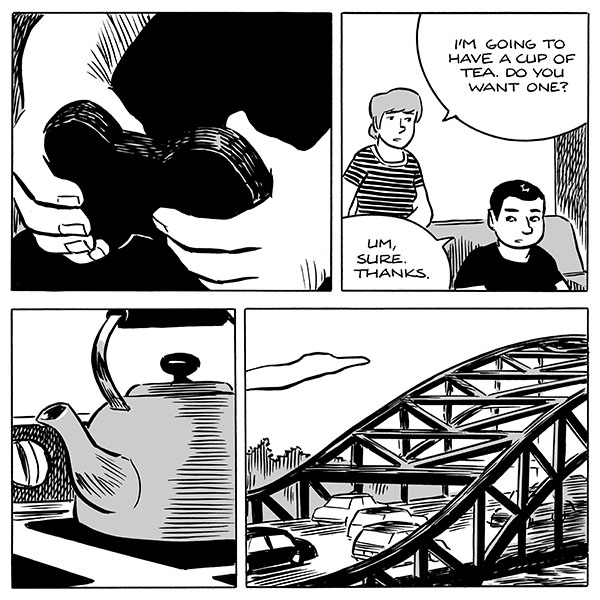 I'M GOING TO
HAVE A CUP OF
TEA. DO YOU
WANT ONE?
UM,
SURE.
THANKS.